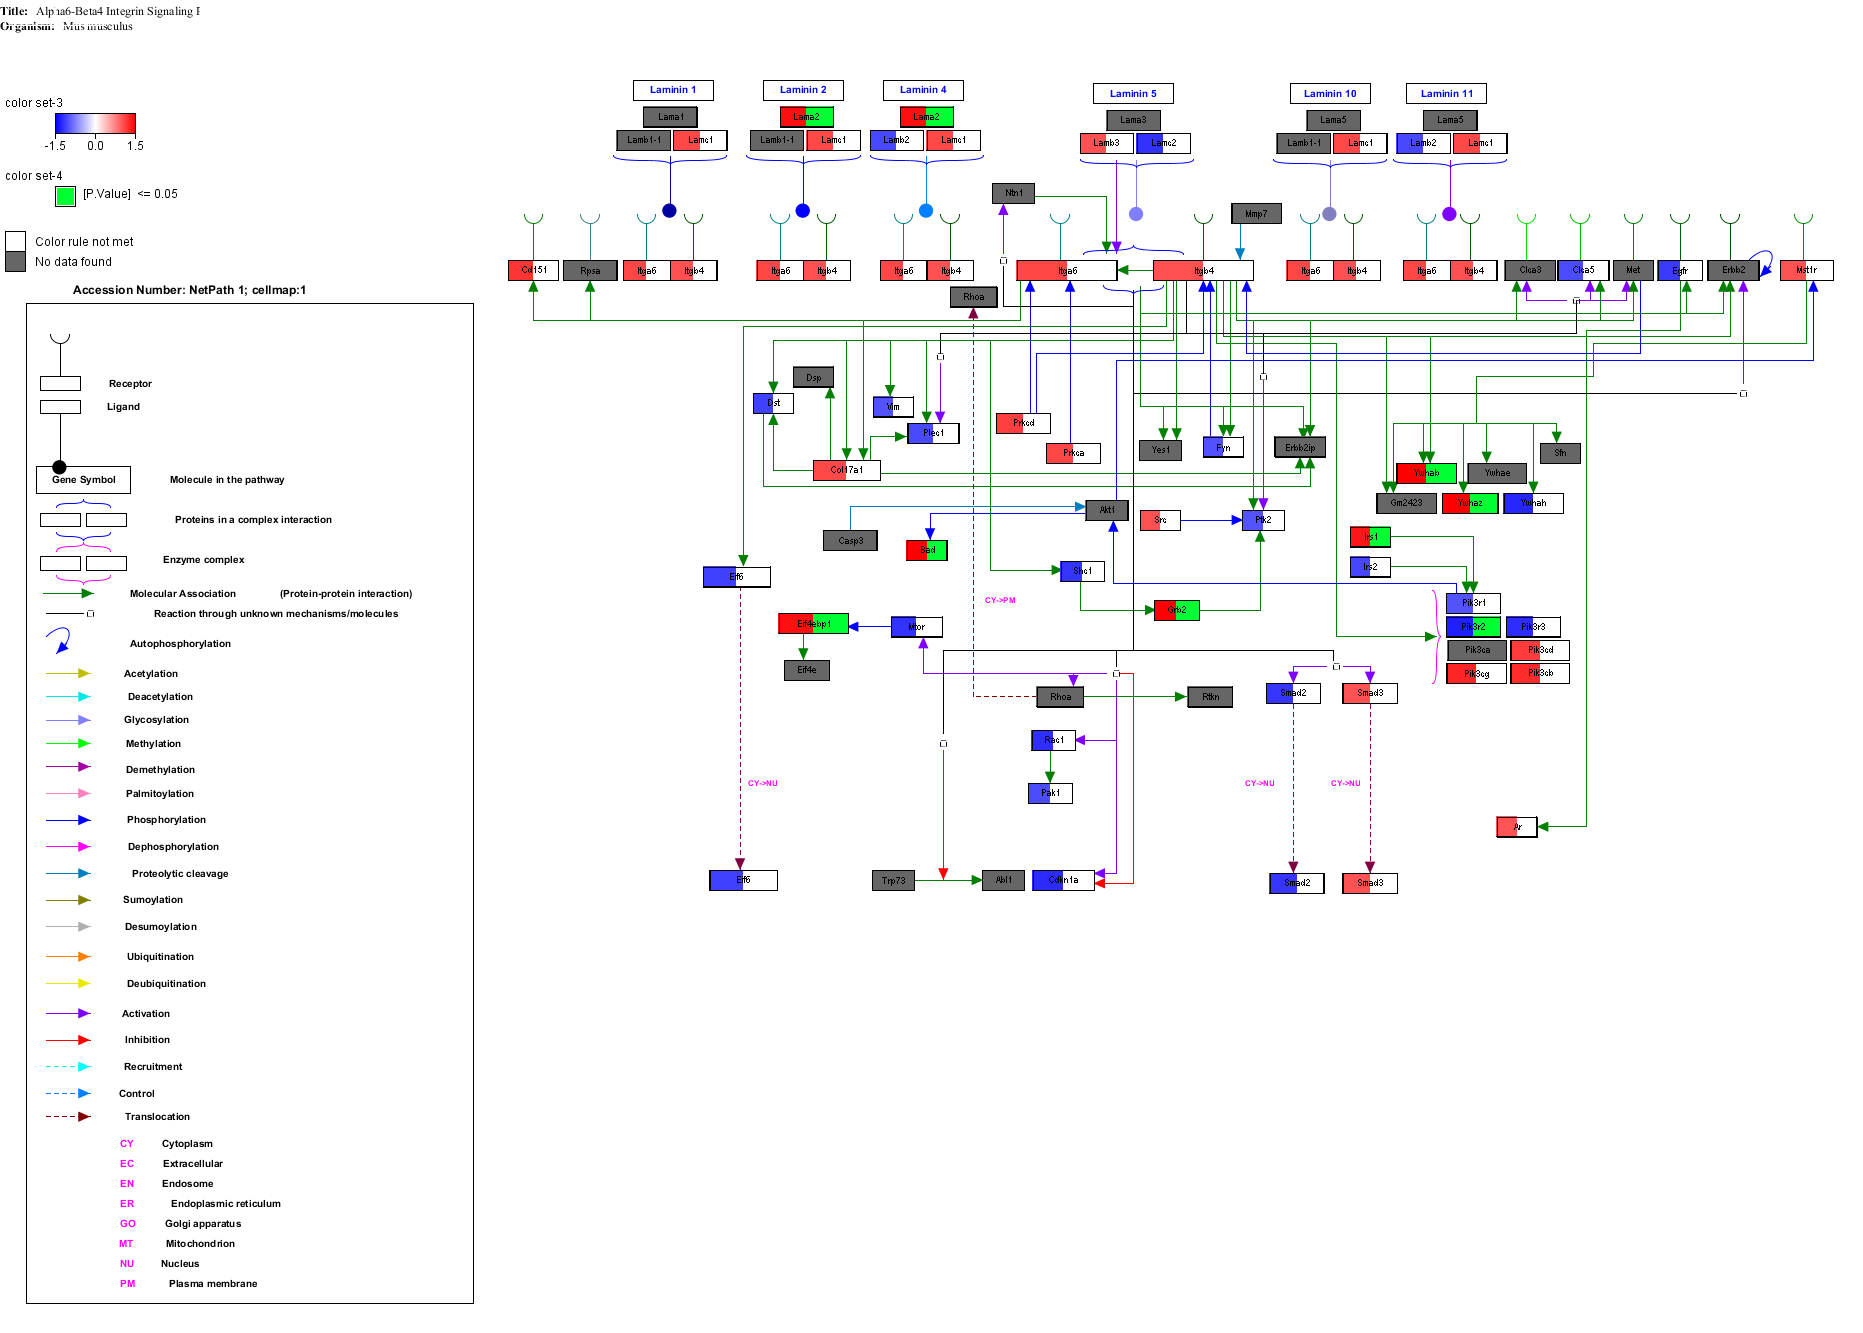 Title: Alpha6-Beta4 Integrin Signaling P
Organism: Mus musculus
color set-3
-1.5 0.0 1.5
color set-4
[P.Value] <= 0.05
Color rule not met
No data found
Accession Number: NetPath 1; cellmap:1
Receptor
Ligand
Gene Symbol Molecule in the pathway
Proteins in a complex interaction
Enzyme complex
Molecular Association (Protein-protein interaction)
Reaction through unknown mechanisms/molecules
Autophosphorylation
Acetylation
Deacetylation
Glycosylation
Methylation
Demethylation
Palmitoylation
Phosphorylation
Dephosphorylation
Proteolytic cleavage
Sumoylation
Desumoylation
Ubiquitination
Deubiquitination
Activation
Inhibition
Recruitment
Control
Translocation
CY Cytoplasm
EC Extracellular
EN Endosome
ER Endoplasmic reticulum
GO Golgi apparatus
MT Mitochondrion
NU Nucleus
PM Plasma membrane
Laminin 1 Laminin 2 Laminin 4 Laminin 5 Laminin 10 Laminin 11
Lama1 Lama2 Lama2 Lama3 Lama5 Lama5
Lamb1-1 Lamc1 Lamb1-1 Lamc1 Lamb2 Lamc1 Lamb3 Lamc2 Lamb1-1 Lamc1 Lamb2 Lamc1
Ntn1 Mmp7
Cd151 Rpsa Itga6 Itgb4 Itga6 Itgb4 Itga6 Itgb4 Itga6 Itgb4 Itga6 Itgb4 Itga6 Itgb4 Clca3 Clca5 Met Egfr Erbb2 Mst1r
Rhoa
Dsp
Dst Vim
Prkcd
Plec1
Prkca Yes1 Fyn Erbb2ip Sfn
Col17a1 Ywhab Ywhae
Gm2423 Ywhaz Ywhah
Akt1 Src Ptk2
Casp3 Bad Irs1
Eif6 Shc1 Irs2
CY->PM
Grb2 Pik3r1
Eif4ebp1 Mtor Pik3r2 Pik3r3
Eif4e Pik3ca Pik3cd
Pik3cg Pik3cb
Rhoa Rtkn Smad2 Smad3
Rac1
CY->NU CY->NU CY->NU
Pak1
Ar
Eif6 Trp73 Abl1 Cdkn1a Smad2 Smad3